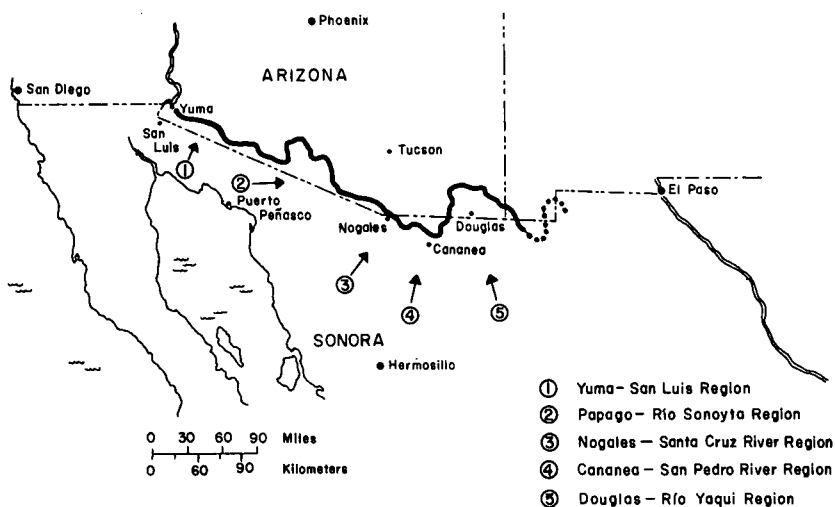 Phoenix
ARIZONA
San Diego
Yuma
San
Luis
Tucson
①
②
El Paso
Puerto
Peñasco
Nogales
Douglas
Cananea
③
④
⑤
SONORA
Hermosillo
① Yuma – San Luis Region
② Papago – Río Sonoyta Region
③ Nogales – Santa Cruz River Region
④ Cananea – San Pedro River Region
⑤ Douglas – Río Yaqui Region
0 30 60 90 Miles
0 60 90 Kilometers